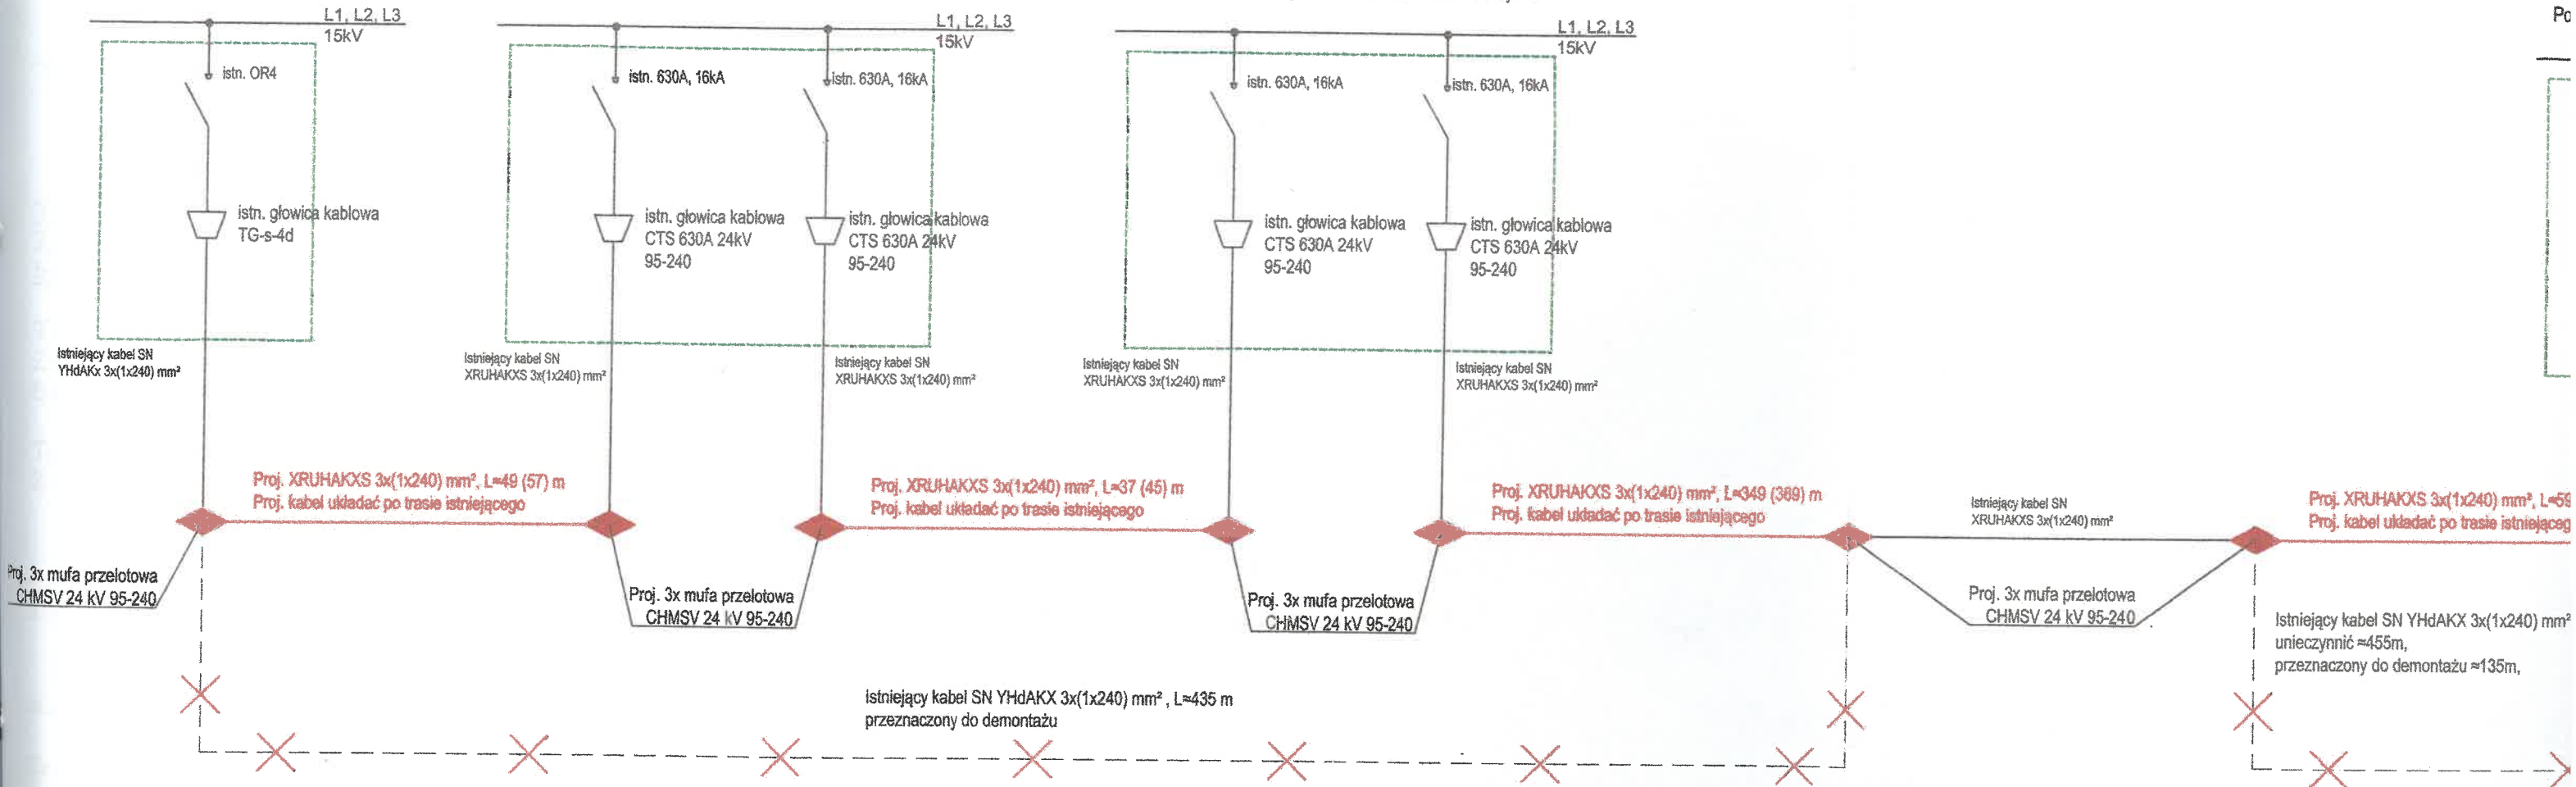 L1, L2, L3
15kV
istn. OR4
istn. głowica kablowa
TG-s-4d
Istniejący kabel SN
YHdAKx 3x(1x240) mm²
L1, L2, L3
15kV
istn. 630A, 16kA
istn. 630A, 16kA
istn. głowica kablowa
CTS 630A 24kV
95-240
istn. głowica kablowa
CTS 630A 24kV
95-240
Istniejący kabel SN
XRUHAKXS 3x(1x240) mm²
Istniejący kabel SN
XRUHAKXS 3x(1x240) mm²
L1, L2, L3
15kV
istn. 630A, 16kA
istn. 630A, 16kA
istn. głowica kablowa
CTS 630A 24kV
95-240
istn. głowica kablowa
CTS 630A 24kV
95-240
Istniejący kabel SN
XRUHAKXS 3x(1x240) mm²
Istniejący kabel SN
XRUHAKXS 3x(1x240) mm²
Proj. XRUHAKXS 3x(1x240) mm², L≈49 (57) m
Proj. kabel układać po trasie istniejącego
Proj. XRUHAKXS 3x(1x240) mm², L≈37 (45) m
Proj. kabel układać po trasie istniejącego
Proj. XRUHAKXS 3x(1x240) mm², L≈349 (369) m
Proj. kabel układać po trasie istniejącego
Istniejący kabel SN
XRUHAKXS 3x(1x240) mm²
Proj. XRUHAKXS 3x(1x240) mm², L≈59
Proj. kabel układać po trasie istniejąceg
Proj. 3x mufa przelotowa
CHMSV 24 kV 95-240
Proj. 3x mufa przelotowa
CHMSV 24 kV 95-240
Proj. 3x mufa przelotowa
CHMSV 24 kV 95-240
Proj. 3x mufa przelotowa
CHMSV 24 kV 95-240
Istniejący kabel SN YHdAKX 3x(1x240) mm²
unieczynnić ≈455m,
przeznaczony do demontażu ≈135m,
Istniejący kabel SN YHdAKX 3x(1x240) mm² , L≈435 m
przeznaczony do demontażu